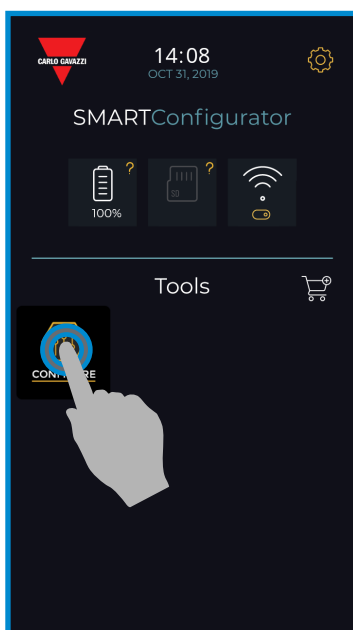 CARLO GAVAZZI
14:08
OCT 31, 2019
SMARTConfigurator
?
?
SD
100%
Tools